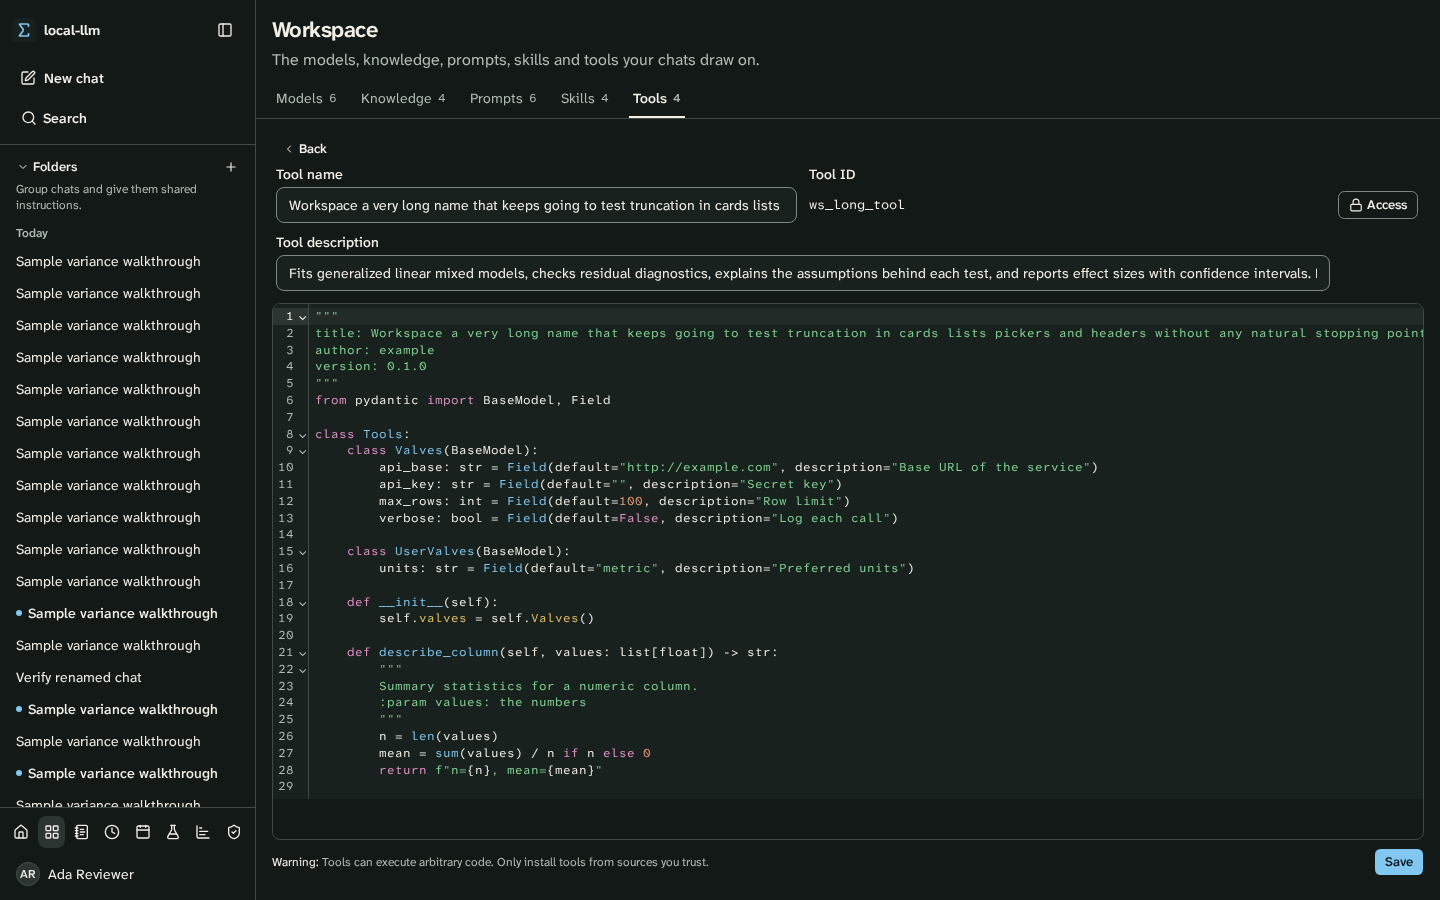 local-llm
New chat
Search
Folders
Group chats and give them shared
instructions.
Today
Sample variance walkthrough
Sample variance walkthrough
Sample variance walkthrough
Sample variance walkthrough
Sample variance walkthrough
Sample variance walkthrough
Sample variance walkthrough
Sample variance walkthrough
Sample variance walkthrough
Sample variance walkthrough
Sample variance walkthrough
Sample variance walkthrough
Sample variance walkthrough
Verify renamed chat
Sample variance walkthrough
Sample variance walkthrough
Sample variance walkthrough
Sample variance walkthrough
AR Ada Reviewer
Workspace
The models, knowledge, prompts, skills and tools your chats draw on.
Models 6 Knowledge 4 Prompts 6 Skills 4 Tools 4
Back
Tool name
Workspace a very long name that keeps going to test truncation in cards lists
Tool ID
ws_long_tool
Access
Tool description
Fits generalized linear mixed models, checks residual diagnostics, explains the assumptions behind each test, and reports effect sizes with confidence intervals.
1 """
2 title: Workspace a very long name that keeps going to test truncation in cards lists pickers and headers without any natural stopping point
3 author: example
4 version: 0.1.0
5 """
6 from pydantic import BaseModel, Field
7
8 class Tools:
9     class Valves(BaseModel):
10         api_base: str = Field(default="http://example.com", description="Base URL of the service")
11         api_key: str = Field(default="", description="Secret key")
12         max_rows: int = Field(default=100, description="Row limit")
13         verbose: bool = Field(default=False, description="Log each call")
14
15     class UserValves(BaseModel):
16         units: str = Field(default="metric", description="Preferred units")
17
18     def __init__(self):
19         self.valves = self.Valves()
20
21     def describe_column(self, values: list[float]) -> str:
22         """
23         Summary statistics for a numeric column.
24         :param values: the numbers
25         """
26         n = len(values)
27         mean = sum(values) / n if n else 0
28         return f"n={n}, mean={mean}"
29
Warning: Tools can execute arbitrary code. Only install tools from sources you trust.
Save